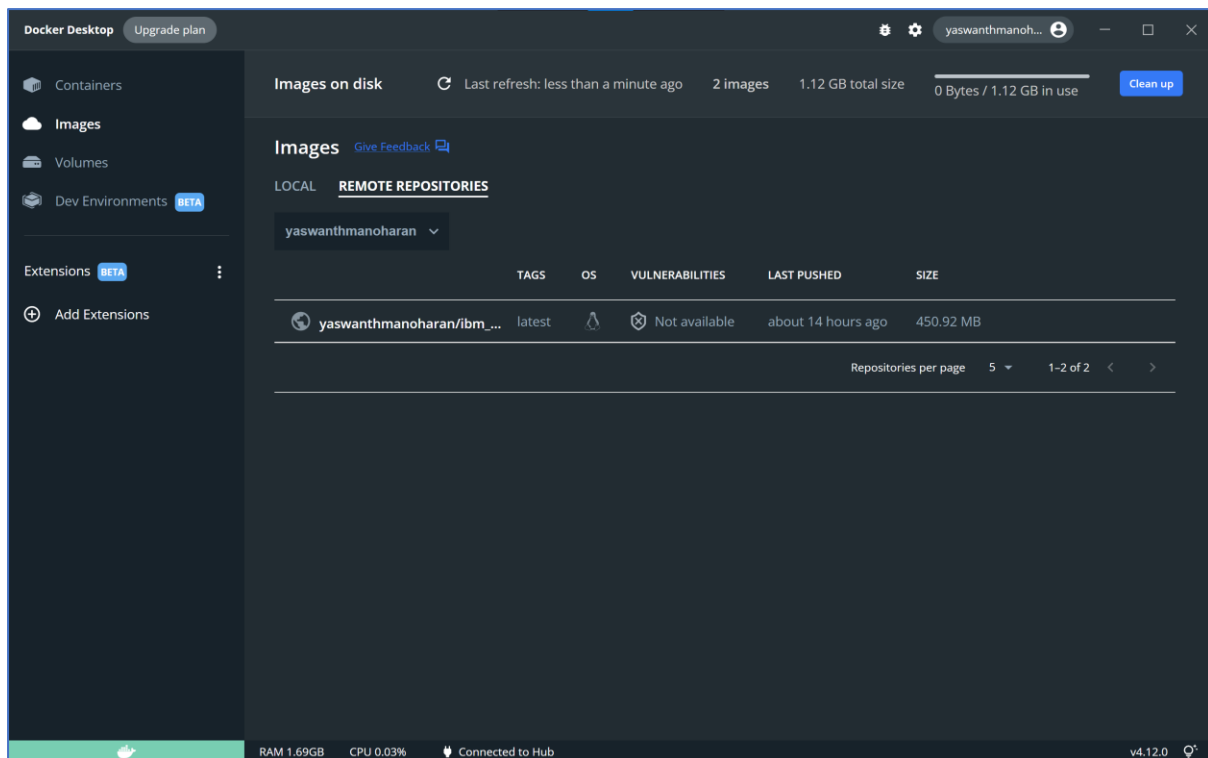 Docker Desktop Upgrade plan yaswanthmanoh...
Containers
Images
Volumes
Dev Environments BETA
Extensions BETA
Add Extensions
Images on disk Last refresh: less than a minute ago 2 images 1.12 GB total size 0 Bytes / 1.12 GB in use Clean up
Images Give Feedback
LOCAL REMOTE REPOSITORIES
yaswanthmanoharan
TAGS OS VULNERABILITIES LAST PUSHED SIZE
yaswanthmanoharan/ibm_... latest Not available about 14 hours ago 450.92 MB
Repositories per page 5 1–2 of 2
RAM 1.69GB CPU 0.03% Connected to Hub v4.12.0